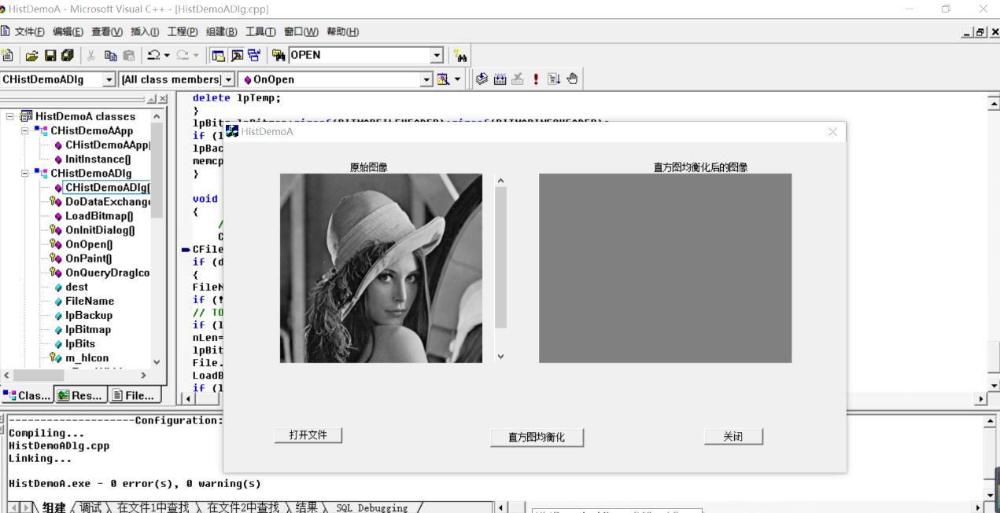 HistDemoA - Microsoft Visual C++ - [HistDemoADlg.cpp]
文件(F) 编辑(E) 查看(V) 插入(I) 工程(P) 组建(B) 工具(T) 窗口(W) 帮助(H)
OPEN
CHistDemoADlg [All class members] OnOpen
HistDemoA classes
CHistDemoAApp
CHistDemoAApp(
InitInstance()
CHistDemoADlg
CHistDemoADlg(
DoDataExchange
LoadBitmap()
OnInitDialog()
OnOpen()
OnPaint()
OnQueryDragIco
dest
FileName
lpBackup
lpBitmap
lpBits
m_hIcon
Clas... Res... File...
delete lpTemp;
}
if (l
lpBac
memcp
}
void
{
C
CFile
if (d
{
FileN
if (!
// TO
if (l
nLen=
lpBit
File.
LoadB
if (l
HistDemoA
原始图像
直方图均衡化后的图像
打开文件 直方图均衡化 关闭
--------------------Configuration:
Compiling...
HistDemoADlg.cpp
Linking...
HistDemoA.exe - 0 error(s), 0 warning(s)
组建 调试 在文件1中查找 在文件2中查找 结果 SQL Debugging